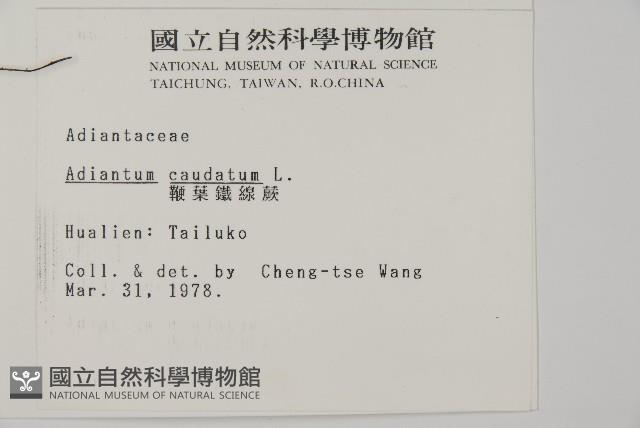 國立自然科學博物館
NATIONAL MUSEUM OF NATURAL SCIENCE
TAICHUNG, TAIWAN, R.O.CHINA
Adiantaceae
Adiantum caudatum L.
鞭葉鐵線蕨
Hualien: Tailuko
Coll. & det. by Cheng-tse Wang
Mar. 31, 1978.
國立自然科學博物館
NATIONAL MUSEUM OF NATURAL SCIENCE